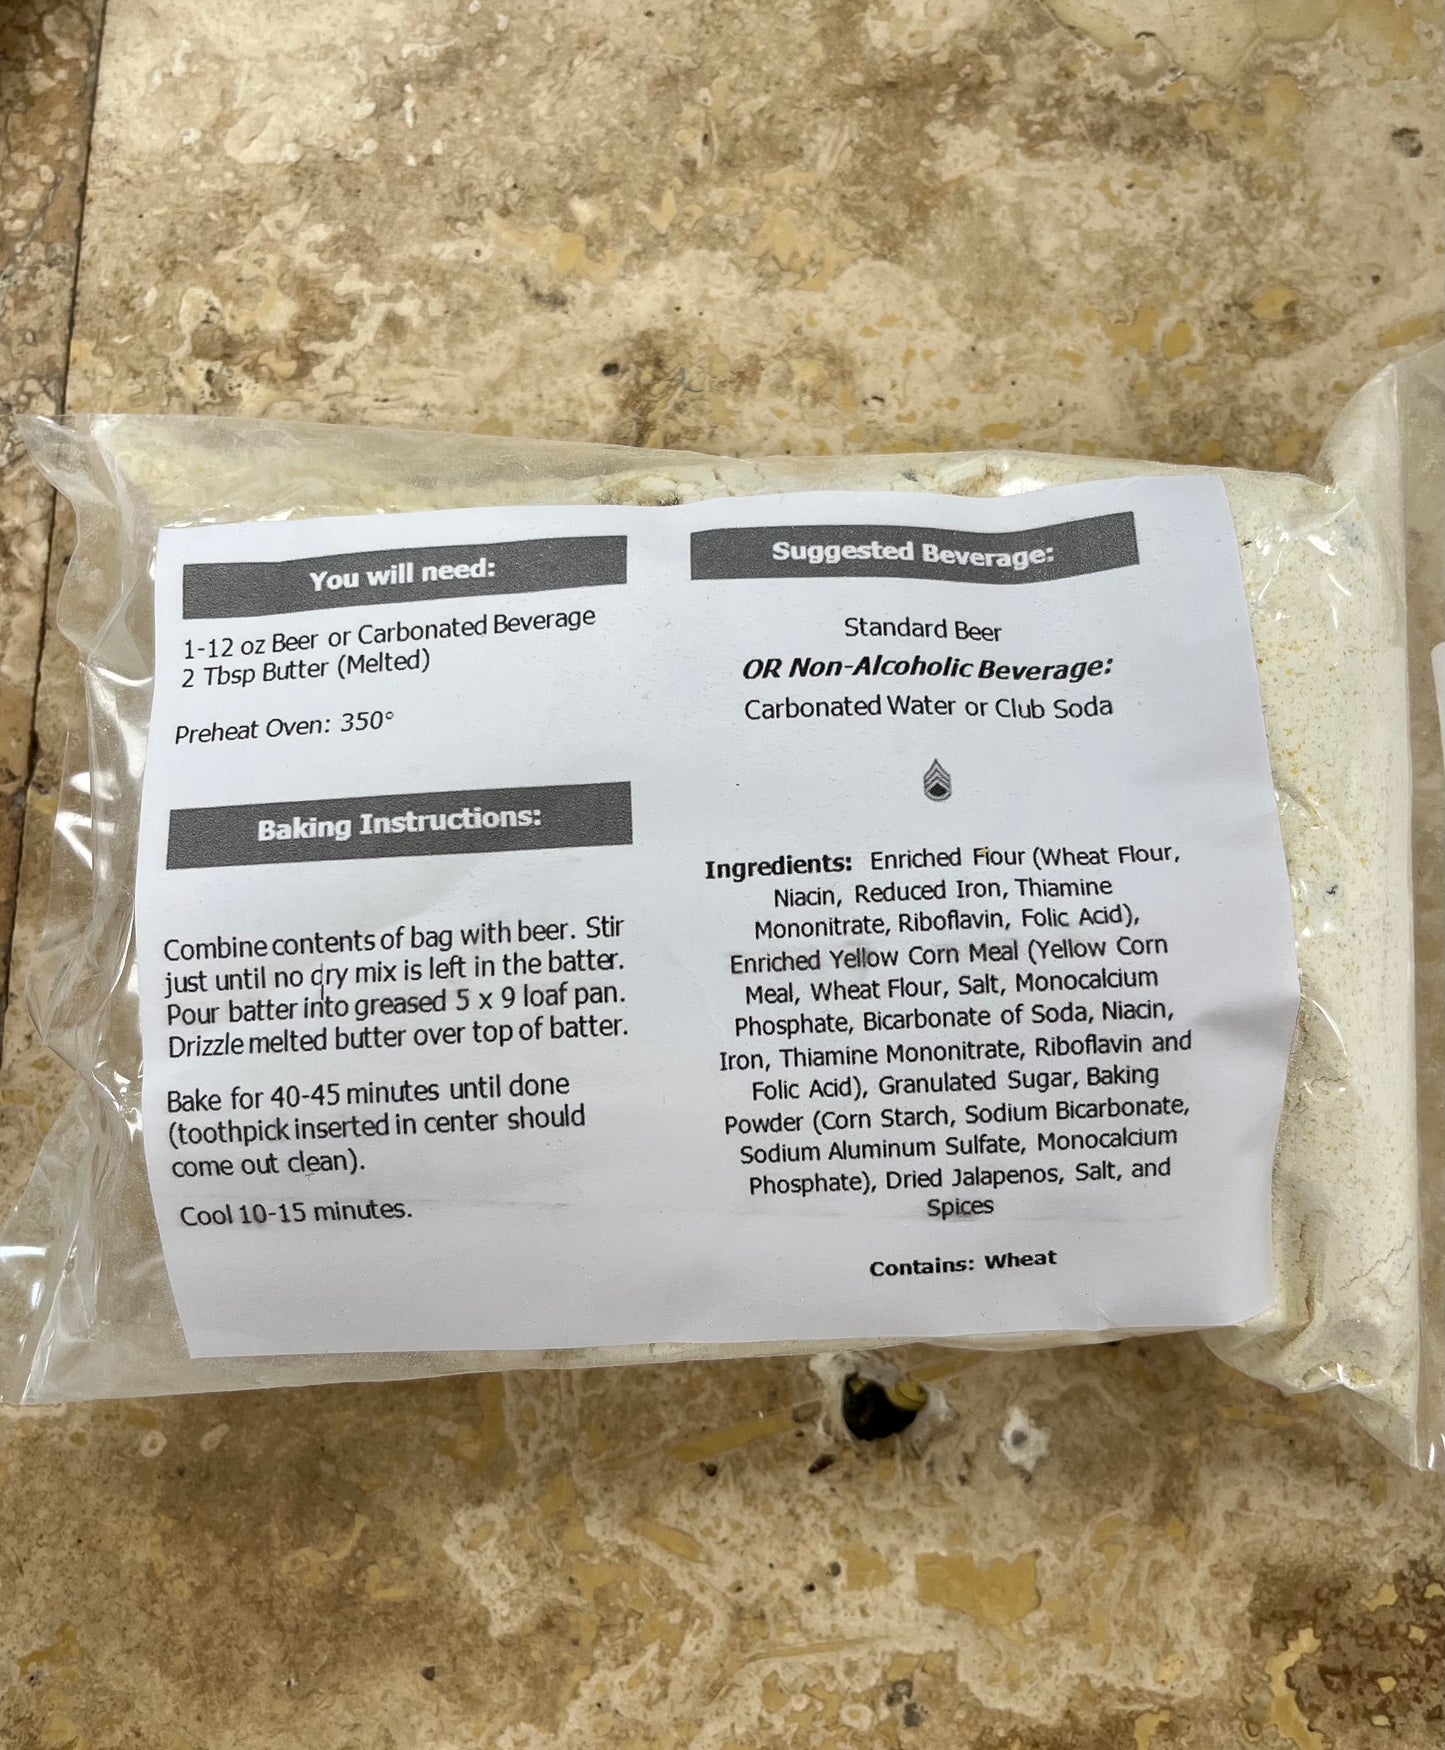 You will need:
1-12 oz Beer or Carbonated Beverage
2 Tbsp Butter (Melted)
Preheat Oven: 350°
Baking Instructions:
Combine contents of bag with beer. Stir
just until no dry mix is left in the batter.
Pour batter into greased 5 x 9 loaf pan.
Drizzle melted butter over top of batter.
Bake for 40-45 minutes until done
(toothpick inserted in center should
come out clean).
Cool 10-15 minutes.
Suggested Beverage:
Standard Beer
OR Non-Alcoholic Beverage:
Carbonated Water or Club Soda
Ingredients: Enriched Flour (Wheat Flour,
Niacin, Reduced Iron, Thiamine
Mononitrate, Riboflavin, Folic Acid),
Enriched Yellow Corn Meal (Yellow Corn
Meal, Wheat Flour, Salt, Monocalcium
Phosphate, Bicarbonate of Soda, Niacin,
Iron, Thiamine Mononitrate, Riboflavin and
Folic Acid), Granulated Sugar, Baking
Powder (Corn Starch, Sodium Bicarbonate,
Sodium Aluminum Sulfate, Monocalcium
Phosphate), Dried Jalapenos, Salt, and
Spices
Contains: Wheat